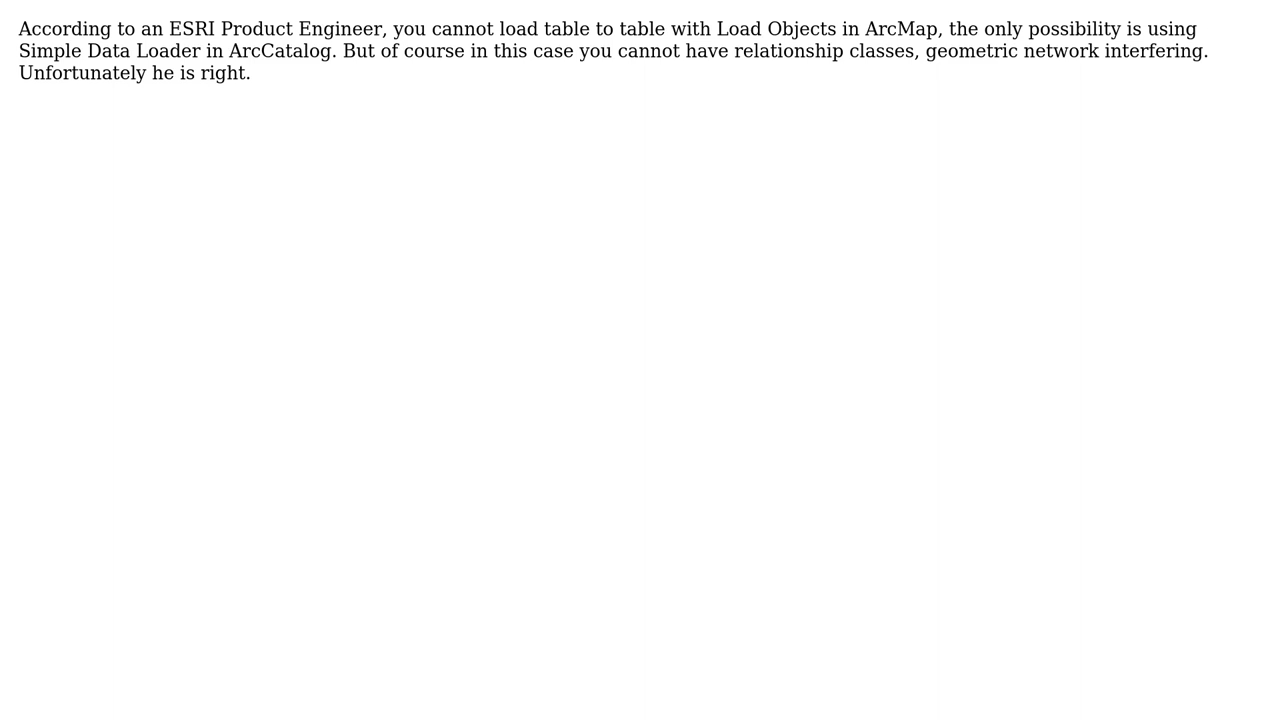 According to an ESRI Product Engineer, you cannot load table to table with Load Objects in ArcMap, the only possibility is using
Simple Data Loader in ArcCatalog. But of course in this case you cannot have relationship classes, geometric network interfering.
Unfortunately he is right.